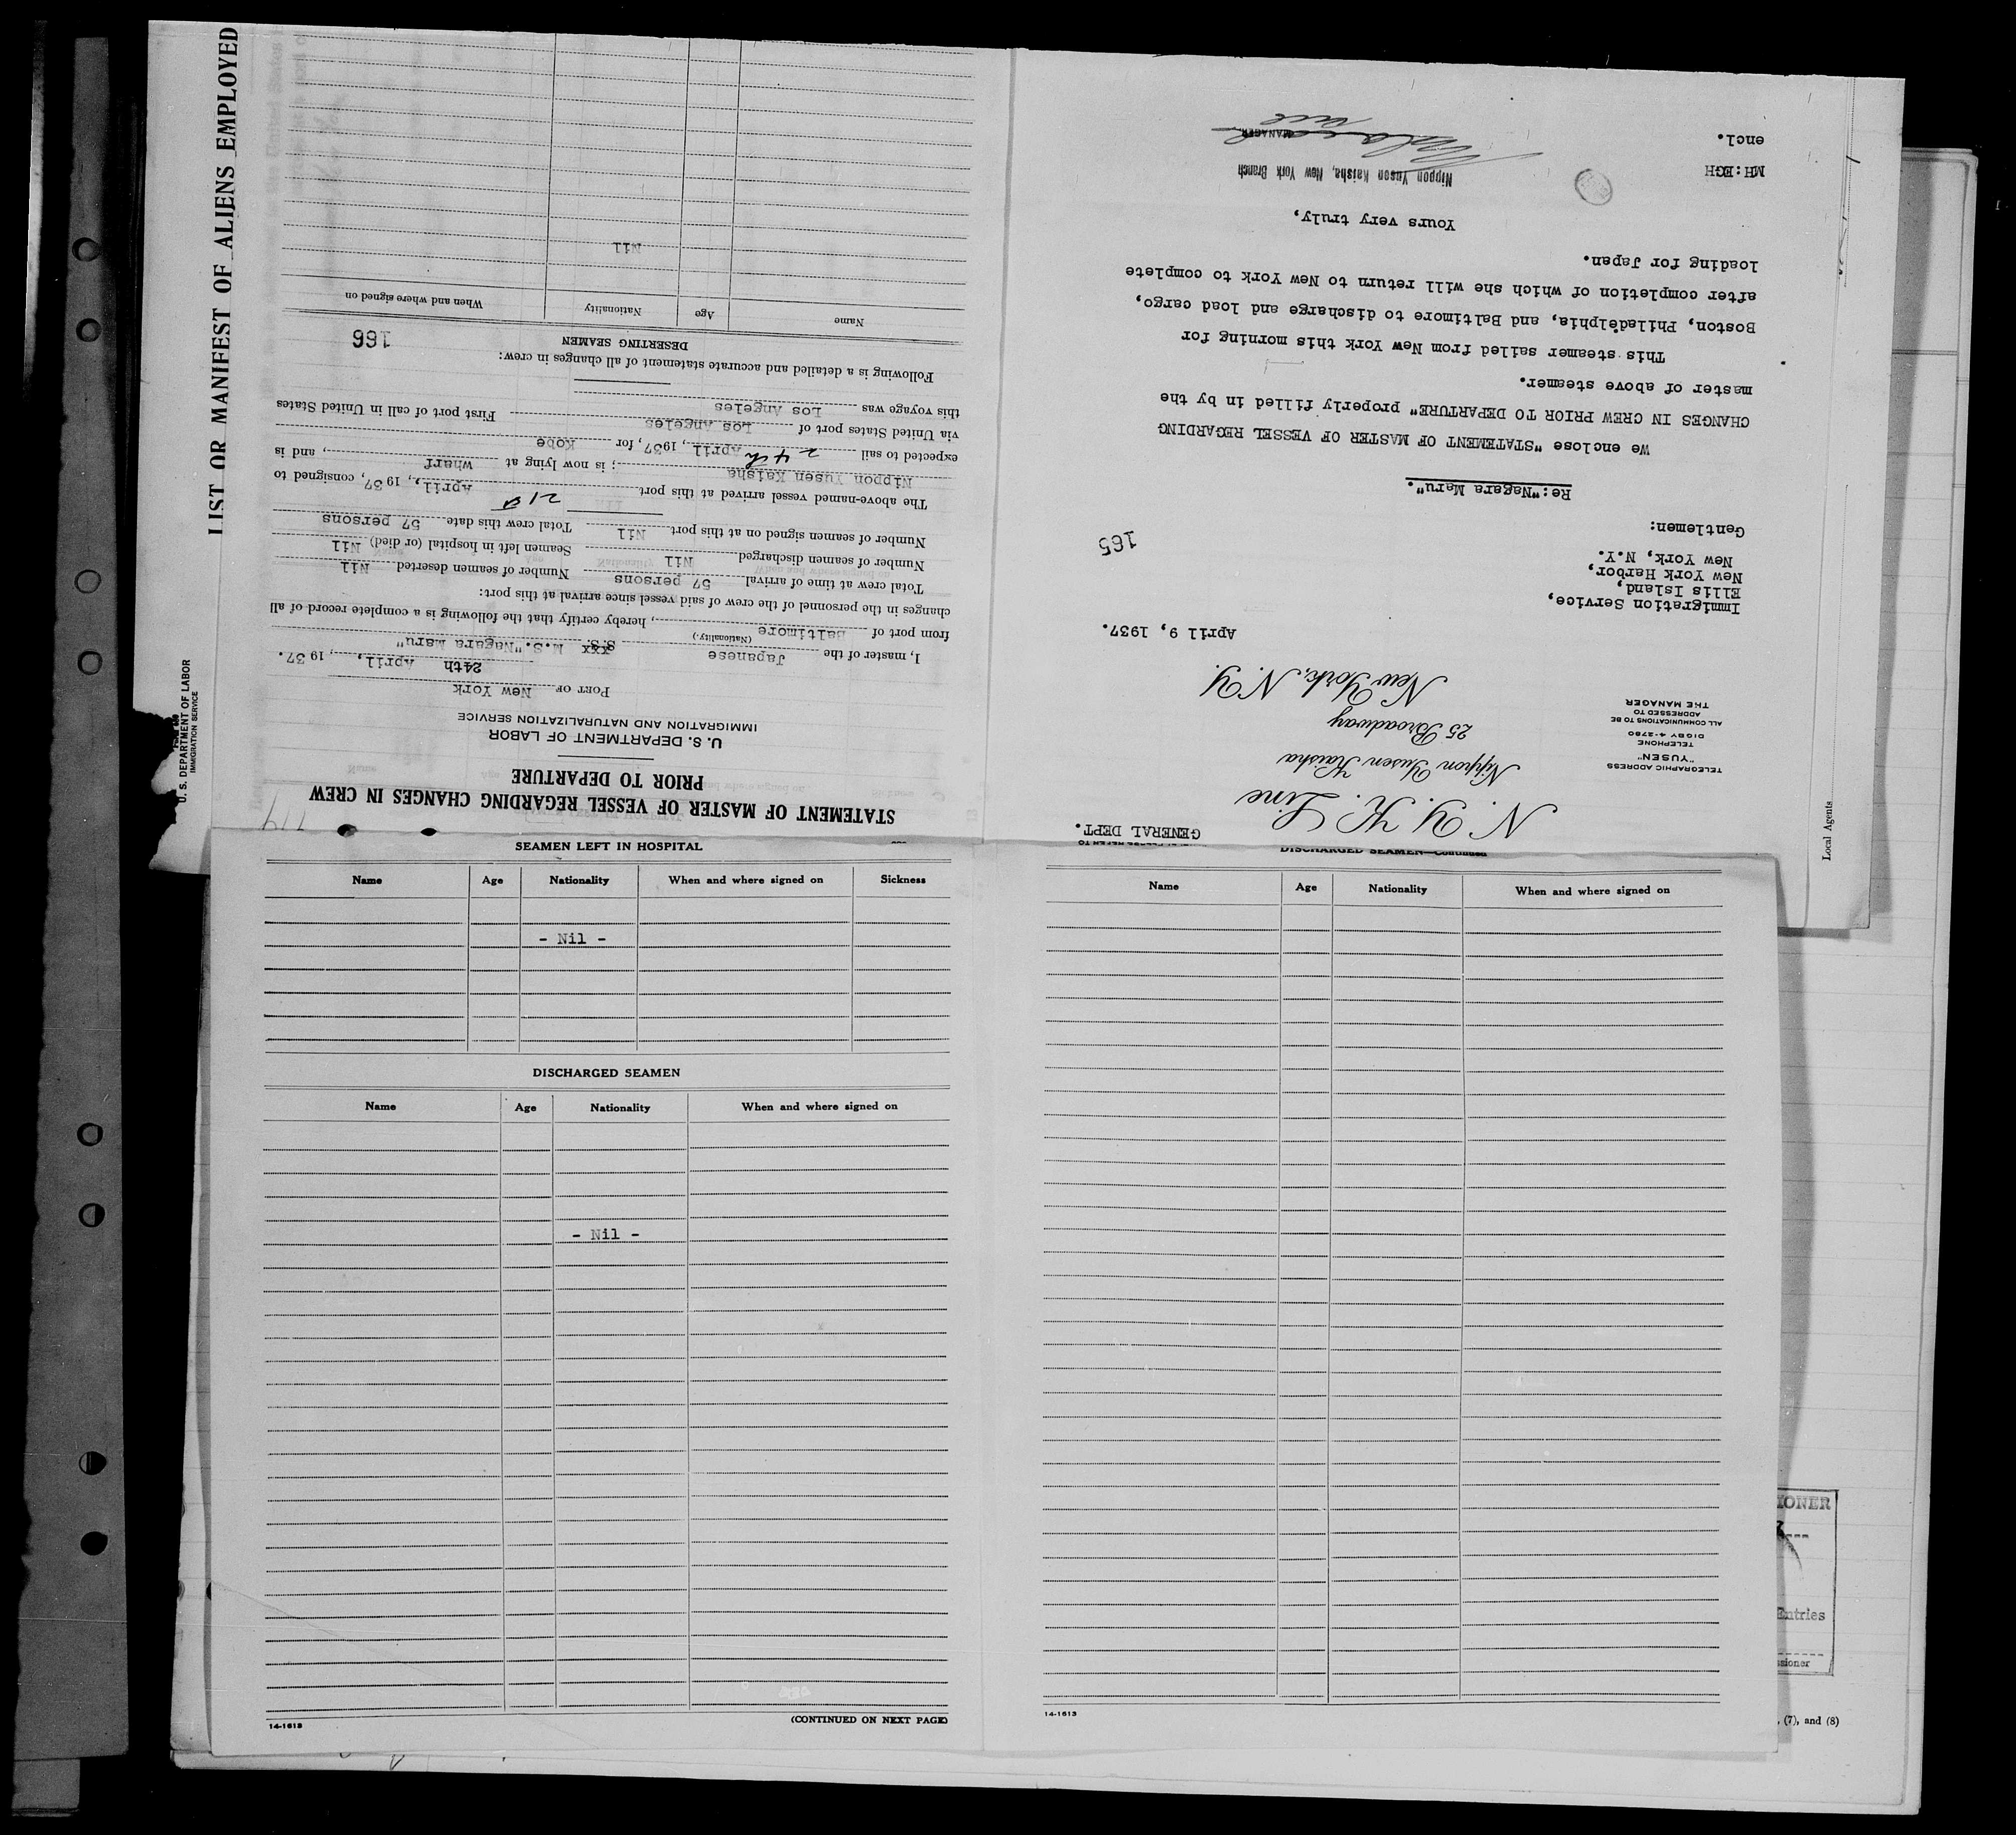 LIST OR MANIFEST OF ALIENS EMPLOYED
U. S. DEPARTMENT OF LABOR
IMMIGRATION SERVICE
STATEMENT OF MASTER OF VESSEL REGARDING CHANGES IN CREW
PRIOR TO DEPARTURE
U. S. DEPARTMENT OF LABOR
IMMIGRATION AND NATURALIZATION SERVICE
PORT OF New York
24th April, , 19 37.
I, master of the Japanese S.S. xxx M.S."Nagara Maru"
(Nationality.)
from port of Baltimore, hereby certify that the following is a complete record of all
changes in the personnel of the crew of said vessel since arrival at this port:
Total crew at time of arrival 57 persons Number of seamen deserted Nil
Number of seamen discharged Nil Seamen left in hospital (or died) Nil
Number of seamen signed on at this port Nil Total crew this date 57 persons
The above-named vessel arrived at this port 21st April, , 1937, consigned to
Nippon Yusen Kaisha; is now lying at wharf, and is
expected to sail 24th April, 1937, for Kobe
via United States port of Los Angeles First port of call in United States
this voyage was Los Angeles
Following is a detailed and accurate statement of all changes in crew:
DESERTING SEAMEN
166
Name Age Nationality When and where signed on
Nil
GENERAL DEPT.
N. Y. K. Line
Nippon Yusen Kaisha
25 Broadway
New York, N.Y.
TELEGRAPHIC ADDRESS
"YUSEN"
TELEPHONE
DIGBY 4-2780
ALL COMMUNICATIONS TO BE
ADDRESSED TO
THE MANAGER
April 9, 1937.
Immigration Service,
Ellis Island,
New York Harbor,
New York, N.Y.
165
Gentlemen:
Re:"Nagara Maru".
We enclose "STATEMENT OF MASTER OF VESSEL REGARDING
CHANGES IN CREW PRIOR TO DEPARTURE" properly filled in by the
master of above steamer.
This steamer sailed from New York this morning for
Boston, Philadelphia, and Baltimore to discharge and load cargo,
after completion of which she will return to New York to complete
loading for Japan.
Yours very truly,
Nippon Yusen Kaisha, New York Branch
MANAGER
MH:EGH
encl.
Local Agents
SEAMEN LEFT IN HOSPITAL
Name Age Nationality When and where signed on Sickness
- Nil -
DISCHARGED SEAMEN
Name Age Nationality When and where signed on
- Nil -
14-1613
(CONTINUED ON NEXT PAGE)
DISCHARGED SEAMEN—Continued
Name Age Nationality When and where signed on
14-1613
IONER
Entries
ssioner
, (7), and (8)